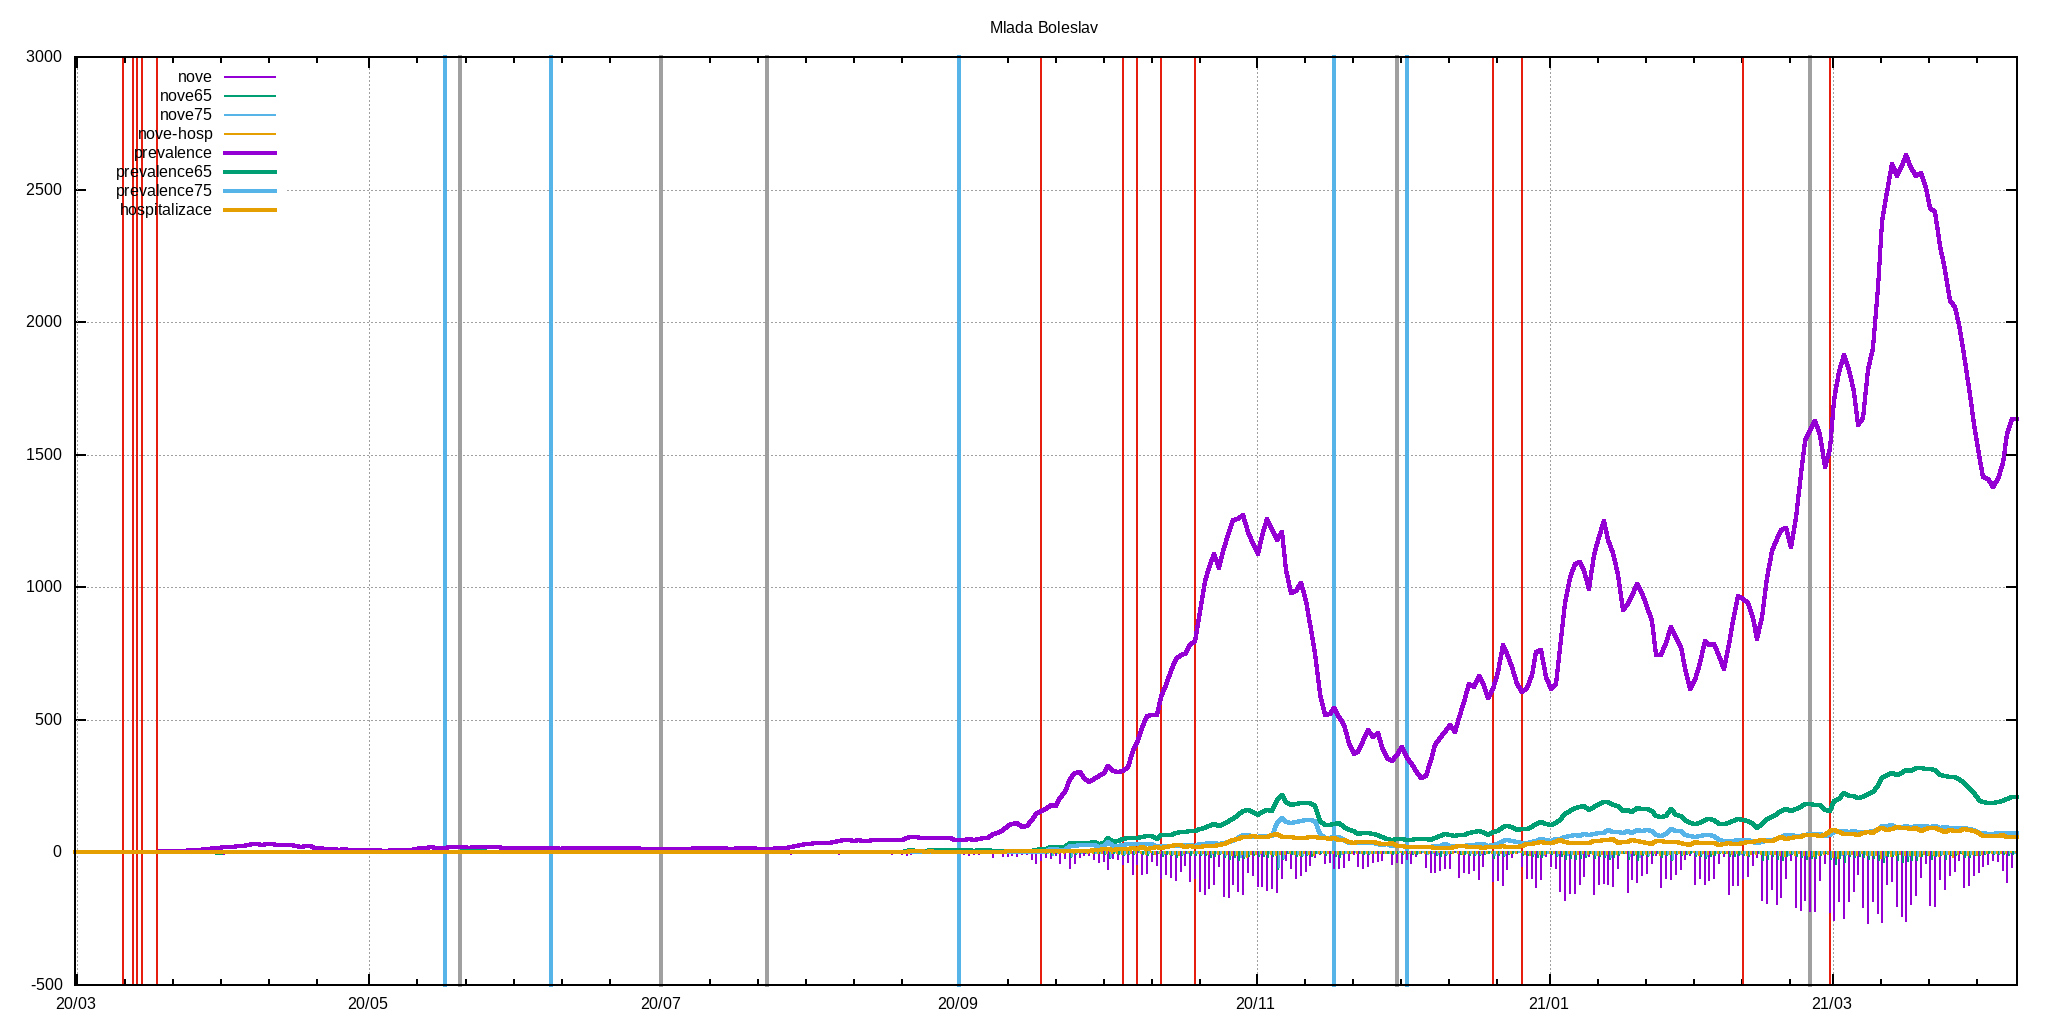 Mlada Boleslav
3000
2500
2000
1500
1000
500
0
-500
nove
nove65
nove75
nove-hosp
prevalence
prevalence65
prevalence75
hospitalizace
20/03 20/05 20/07 20/09 20/11 21/01 21/03